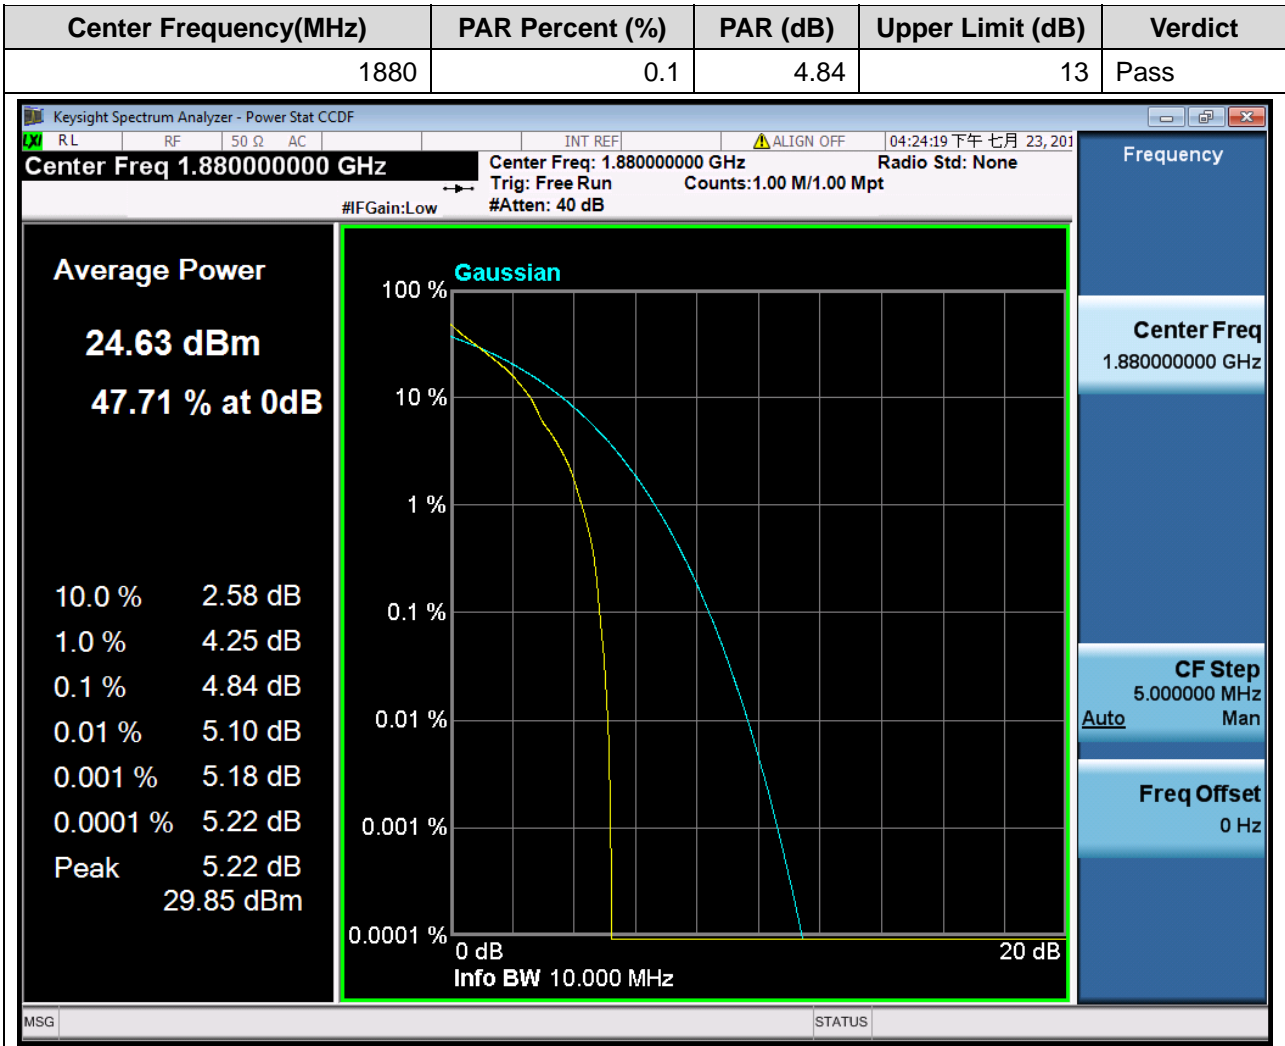 Center Frequency(MHz) PAR Percent (%) PAR (dB) Upper Limit (dB) Verdict
1880 0.1 4.84 13 Pass
Keysight Spectrum Analyzer - Power Stat CCDF
LXI RL RF 50 Ω AC INT REF ALIGN OFF 04:24:19 下午 七月 23, 201
Center Freq 1.880000000 GHz
Center Freq: 1.880000000 GHz Radio Std: None
Trig: Free Run Counts:1.00 M/1.00 Mpt
#IFGain:Low #Atten: 40 dB
Average Power
24.63 dBm
47.71 % at 0dB
10.0 % 2.58 dB
1.0 % 4.25 dB
0.1 % 4.84 dB
0.01 % 5.10 dB
0.001 % 5.18 dB
0.0001 % 5.22 dB
Peak 5.22 dB
29.85 dBm
Gaussian
100 %
10 %
1 %
0.1 %
0.01 %
0.001 %
0.0001 %
0 dB 20 dB
Info BW 10.000 MHz
Frequency
Center Freq
1.880000000 GHz
CF Step
5.000000 MHz
Auto Man
Freq Offset
0 Hz
MSG STATUS